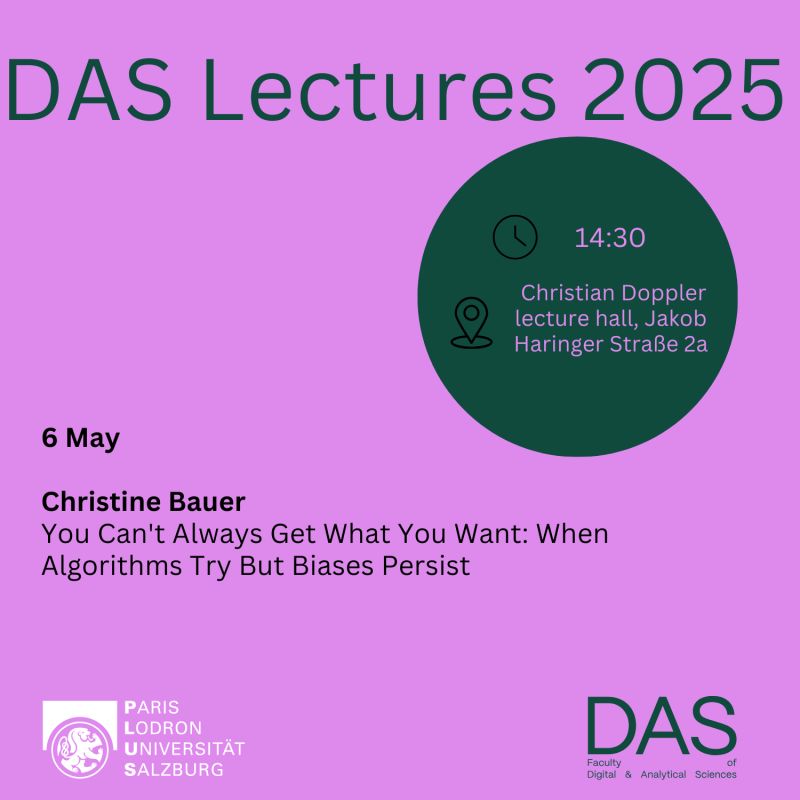 DAS Lectures 2025
14:30
Christian Doppler
lecture hall, Jakob
Haringer Straße 2a
6 May
Christine Bauer
You Can't Always Get What You Want: When
Algorithms Try But Biases Persist
PARIS
LODRON
UNIVERSITÄT
SALZBURG
DAS
Faculty of
Digital & Analytical Sciences